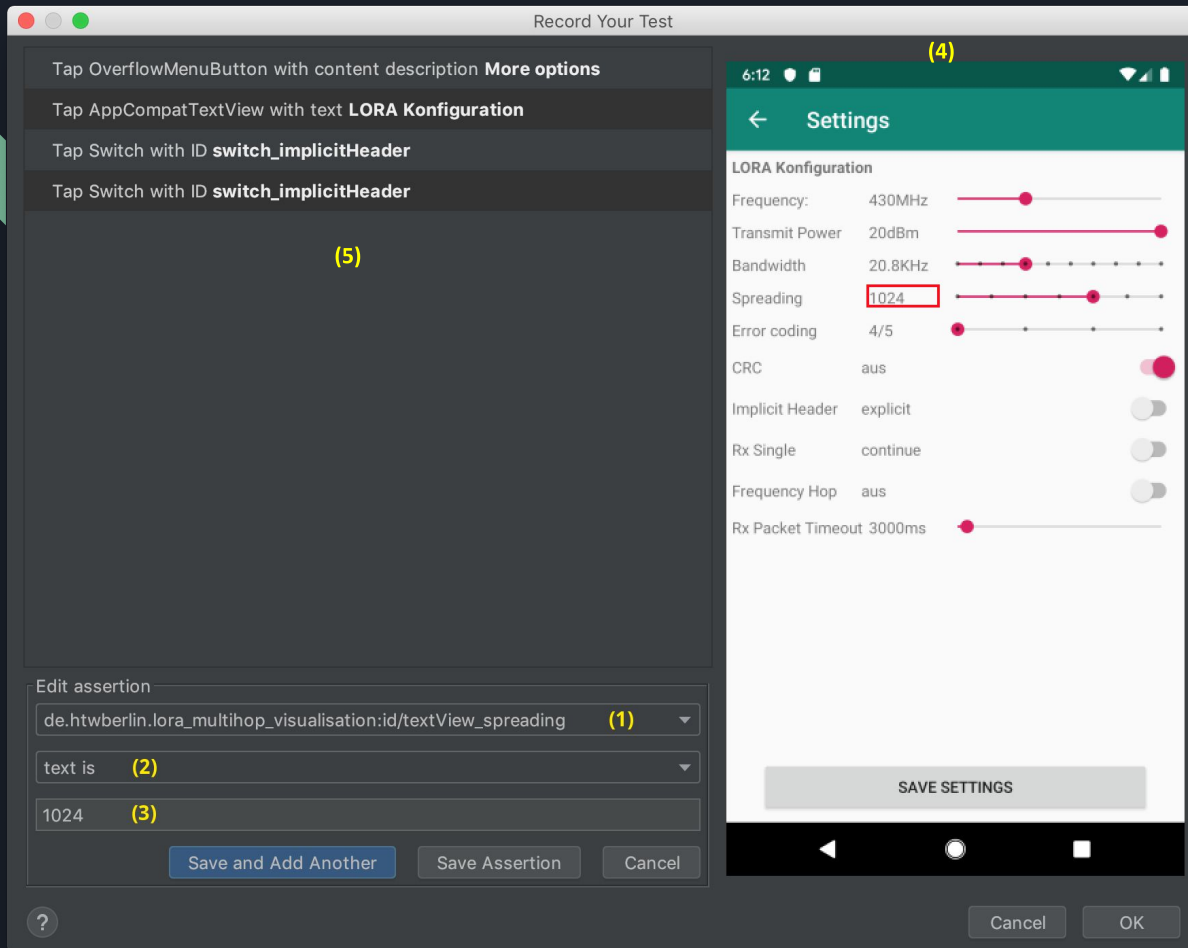 Record Your Test
Tap OverflowMenuButton with content description More options
Tap AppCompatTextView with text LORA Konfiguration
Tap Switch with ID switch_implicitHeader
Tap Switch with ID switch_implicitHeader
(5)
Edit assertion
de.htwberlin.lora_multihop_visualisation:id/textView_spreading (1)
text is (2)
1024 (3)
Save and Add Another Save Assertion Cancel
(4)
6:12
Settings
LORA Konfiguration
Frequency: 430MHz
Transmit Power 20dBm
Bandwidth 20.8KHz
Spreading 1024
Error coding 4/5
CRC aus
Implicit Header explicit
Rx Single continue
Frequency Hop aus
Rx Packet Timeout 3000ms
SAVE SETTINGS
?
Cancel OK